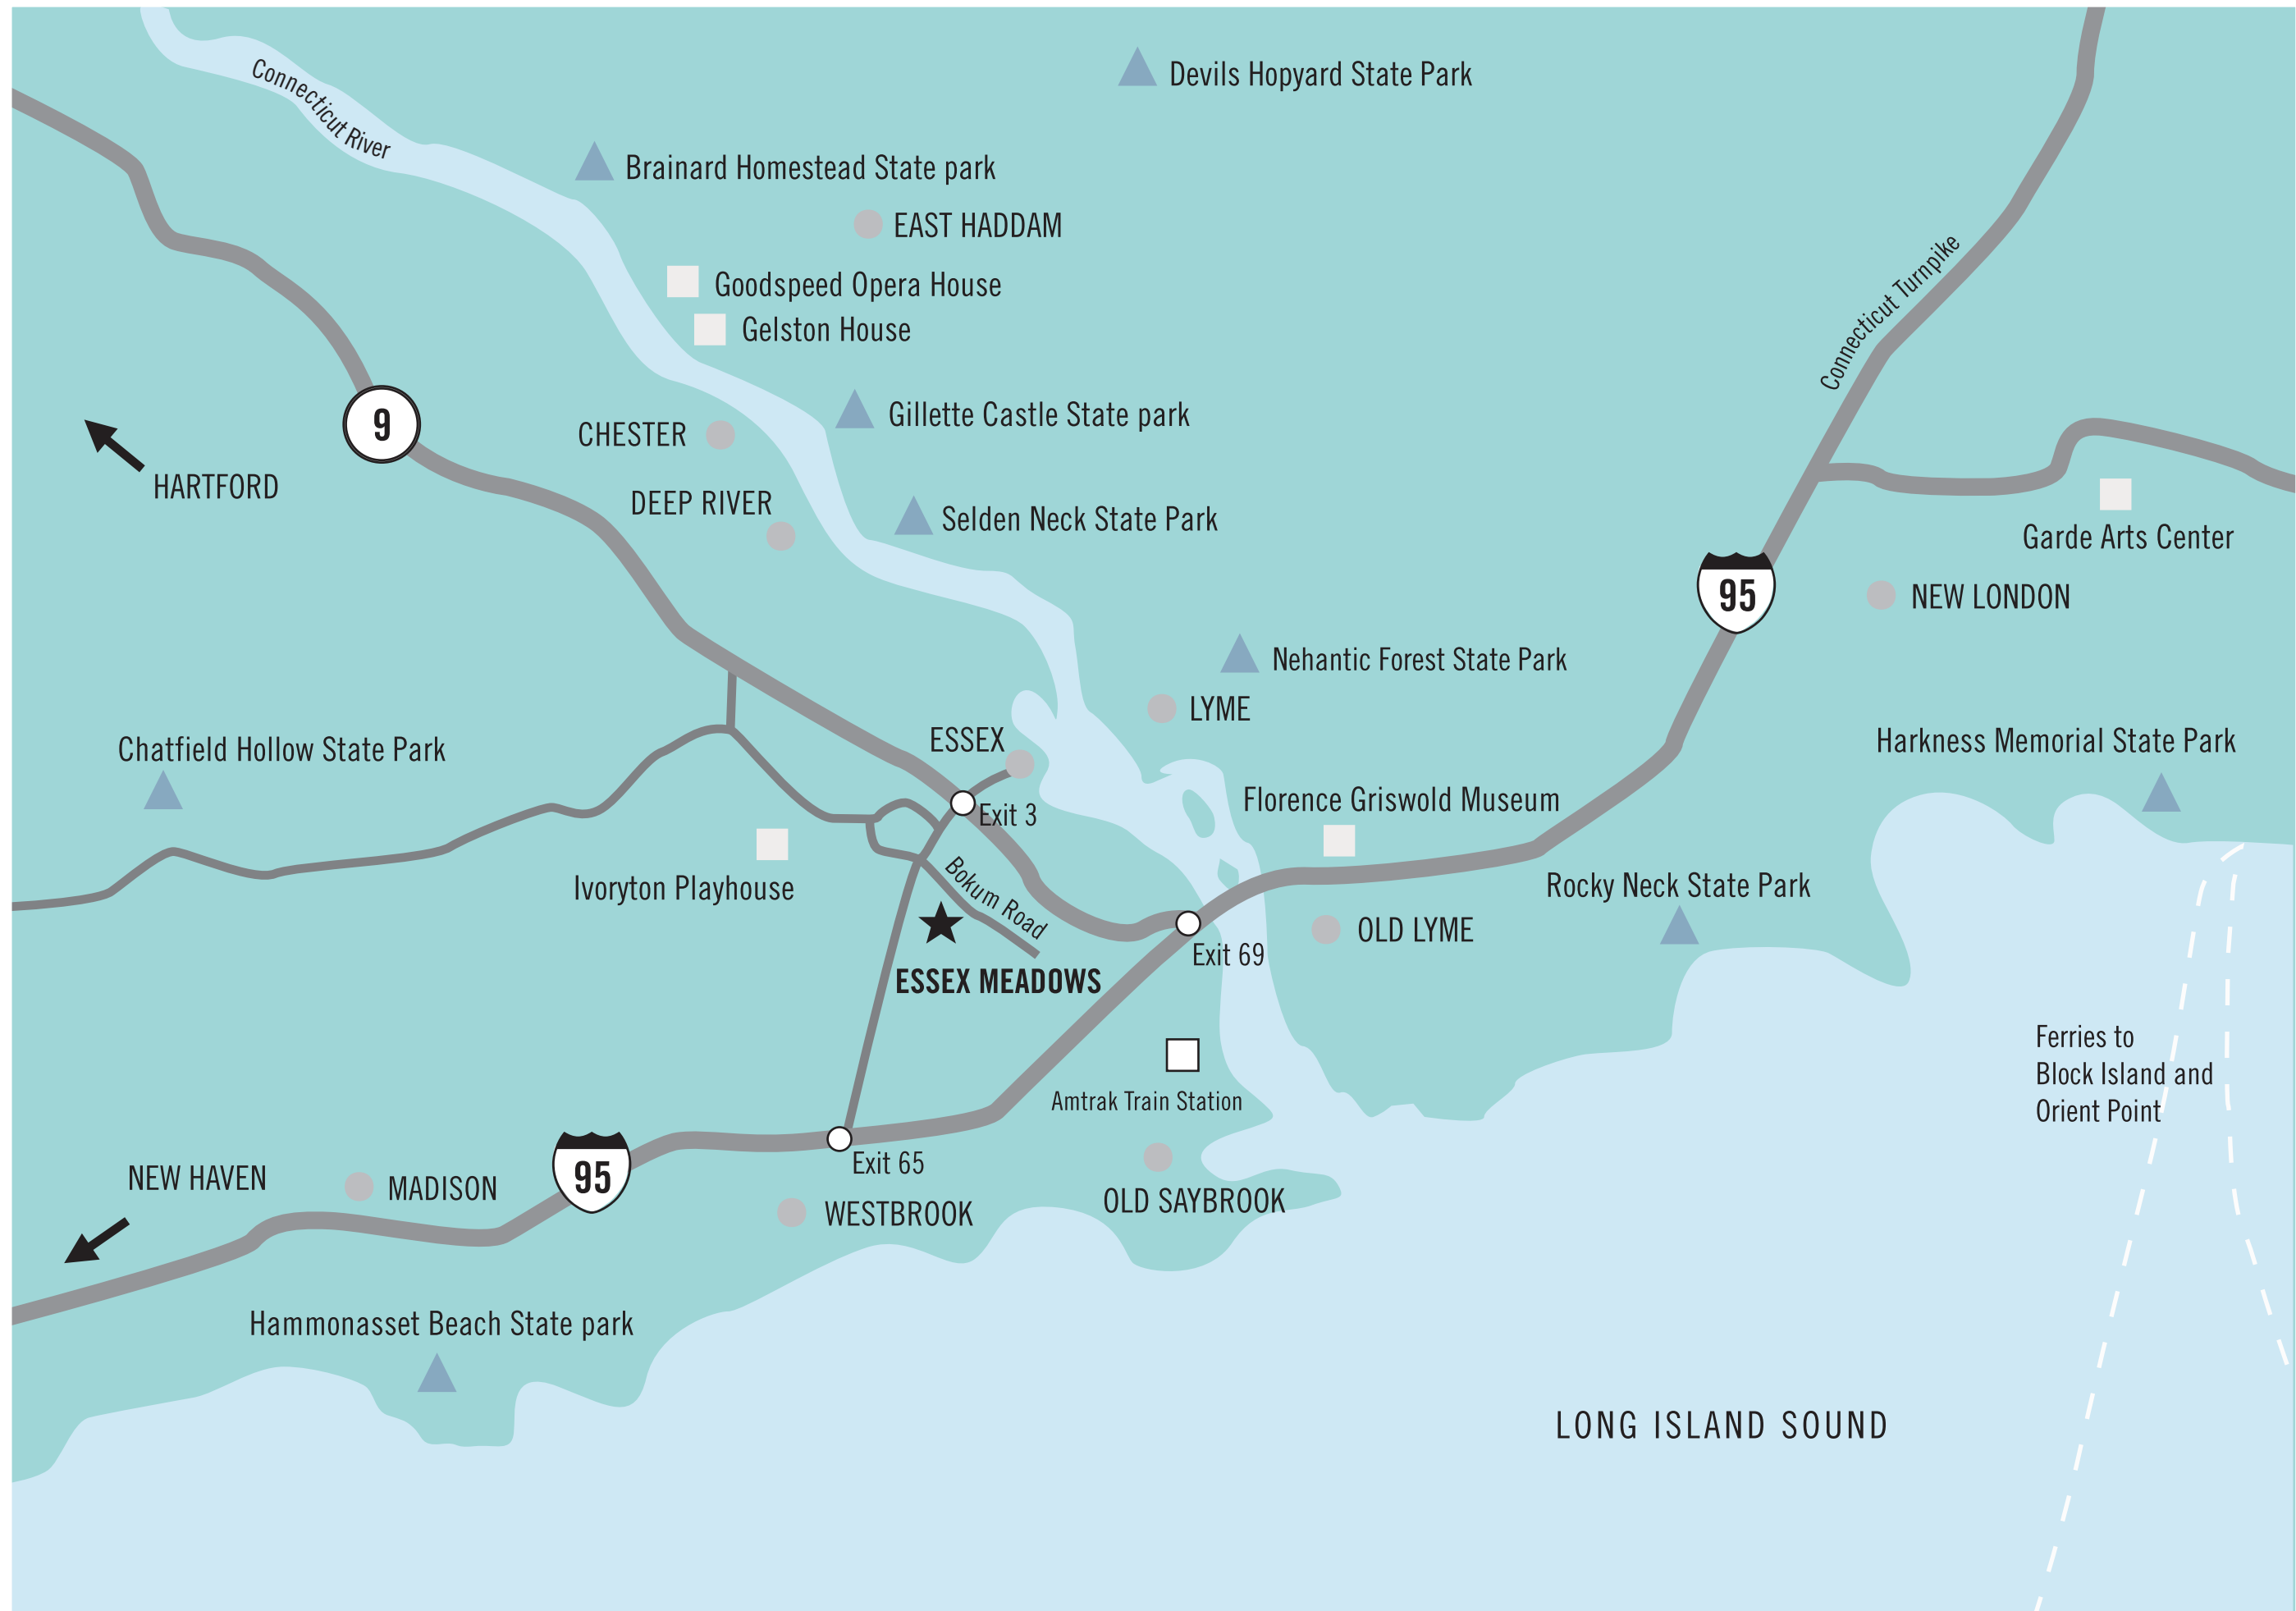 Connecticut River
Devils Hopyard State Park
Brainard Homestead State park
EAST HADDAM
Goodspeed Opera House
Gelston House
Connecticut Turnpike
Gillette Castle State park
CHESTER
9
HARTFORD
DEEP RIVER
Selden Neck State Park
Garde Arts Center
95
NEW LONDON
Nehantic Forest State Park
LYME
ESSEX
Chatfield Hollow State Park
Harkness Memorial State Park
Exit 3
Florence Griswold Museum
Ivoryton Playhouse
Bokum Road
Rocky Neck State Park
OLD LYME
Exit 69
ESSEX MEADOWS
Ferries to
Block Island and
Orient Point
Amtrak Train Station
Exit 65
NEW HAVEN
MADISON
95
WESTBROOK
OLD SAYBROOK
Hammonasset Beach State park
LONG ISLAND SOUND